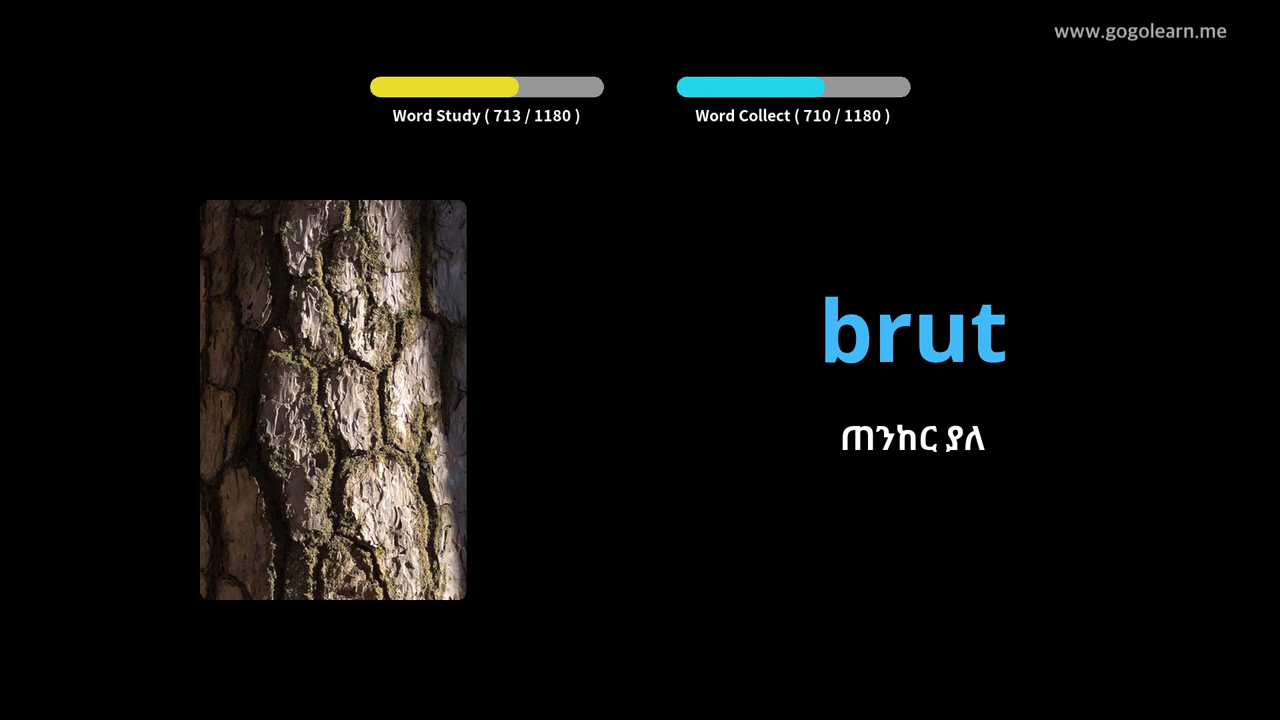 www.gogolearn.me
Word Study ( 713 / 1180 )
Word Collect ( 710 / 1180 )
brut
ጠንከር ያለ